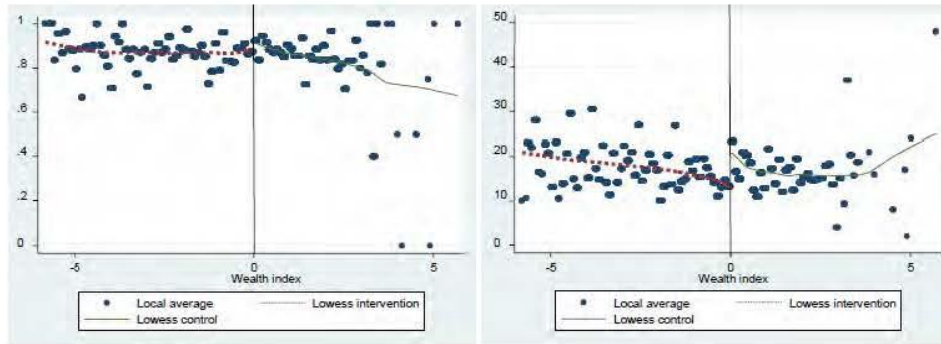 1
.8
.6
.4
.2
0
-5 0 5
Wealth index
Local average Lowess intervention
Lowess control
50
40
30
20
10
0
-5 0 5
Wealth index
Local average Lowess intervention
Lowess control